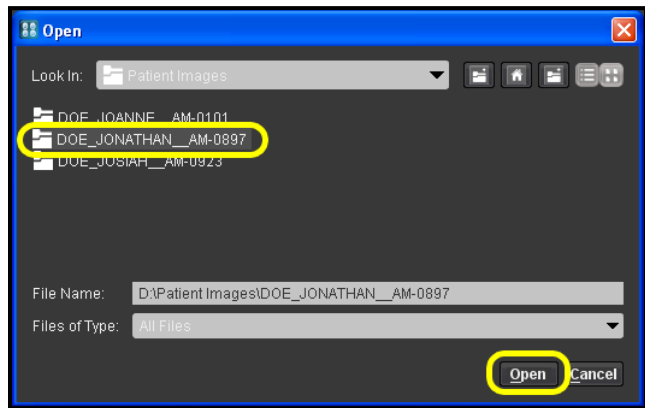 Open
Look In: Patient Images
DOE_JOANNE__AM-0101
DOE_JONATHAN__AM-0897
DOE_JOSIAH__AM-0923
File Name: D:\Patient Images\DOE_JONATHAN__AM-0897
Files of Type: All Files
Open Cancel